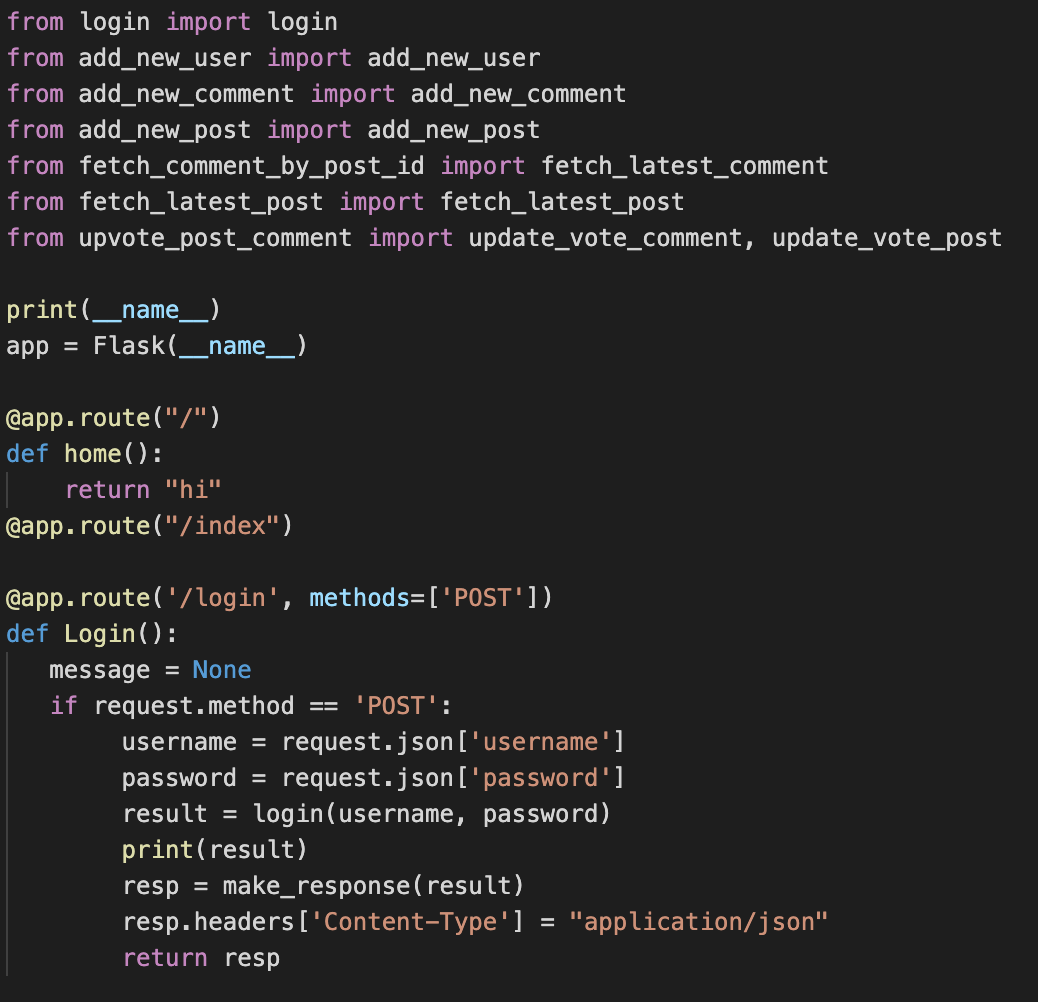 from login import login
from add_new_user import add_new_user
from add_new_comment import add_new_comment
from add_new_post import add_new_post
from fetch_comment_by_post_id import fetch_latest_comment
from fetch_latest_post import fetch_latest_post
from upvote_post_comment import update_vote_comment, update_vote_post
print(__name__)
app = Flask(__name__)
@app.route("/")
def home():
    return "hi"
@app.route("/index")
@app.route('/login', methods=['POST'])
def Login():
   message = None
   if request.method == 'POST':
        username = request.json['username']
        password = request.json['password']
        result = login(username, password)
        print(result)
        resp = make_response(result)
        resp.headers['Content-Type'] = "application/json"
        return resp